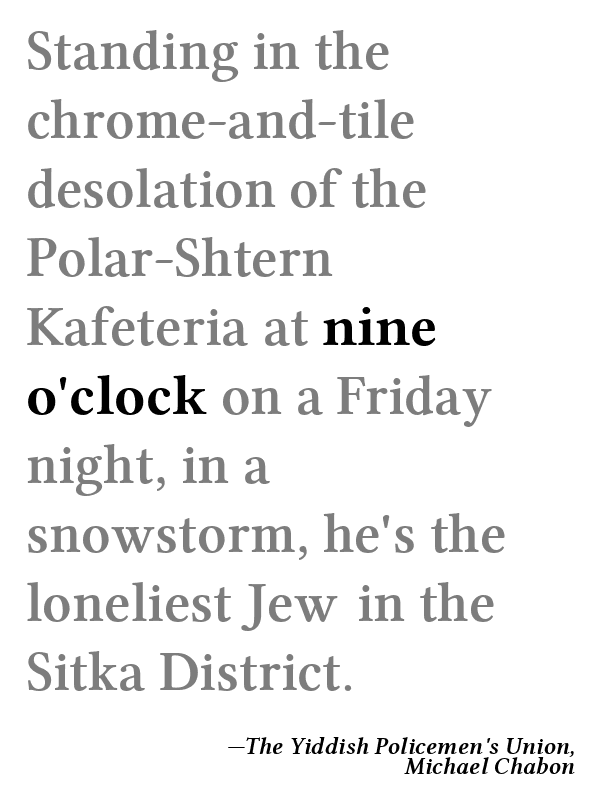 Standing in the
chrome-and-tile
desolation of the
Polar-Shtern
Kafeteria at nine
o'clock on a Friday
night, in a
snowstorm, he's the
loneliest Jew in the
Sitka District.
—The Yiddish Policemen's Union,
Michael Chabon